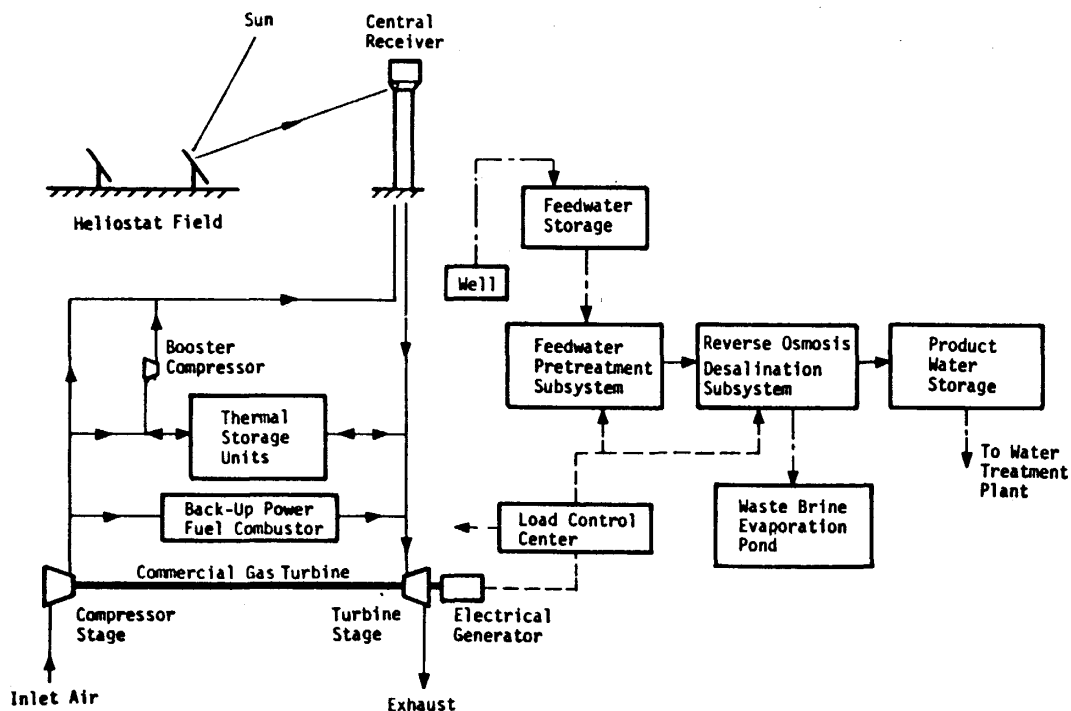 Sun
Central
Receiver
Heliostat Field
Feedwater
Storage
Well
Booster
Compressor
Feedwater
Pretreatment
Subsystem
Reverse Osmosis
Desalination
Subsystem
Product
Water
Storage
Thermal
Storage
Units
To Water
Treatment
Plant
Back-Up Power
Fuel Combustor
Load Control
Center
Waste Brine
Evaporation
Pond
Commercial Gas Turbine
Compressor
Stage
Turbine
Stage
Electrical
Generator
Inlet Air
Exhaust